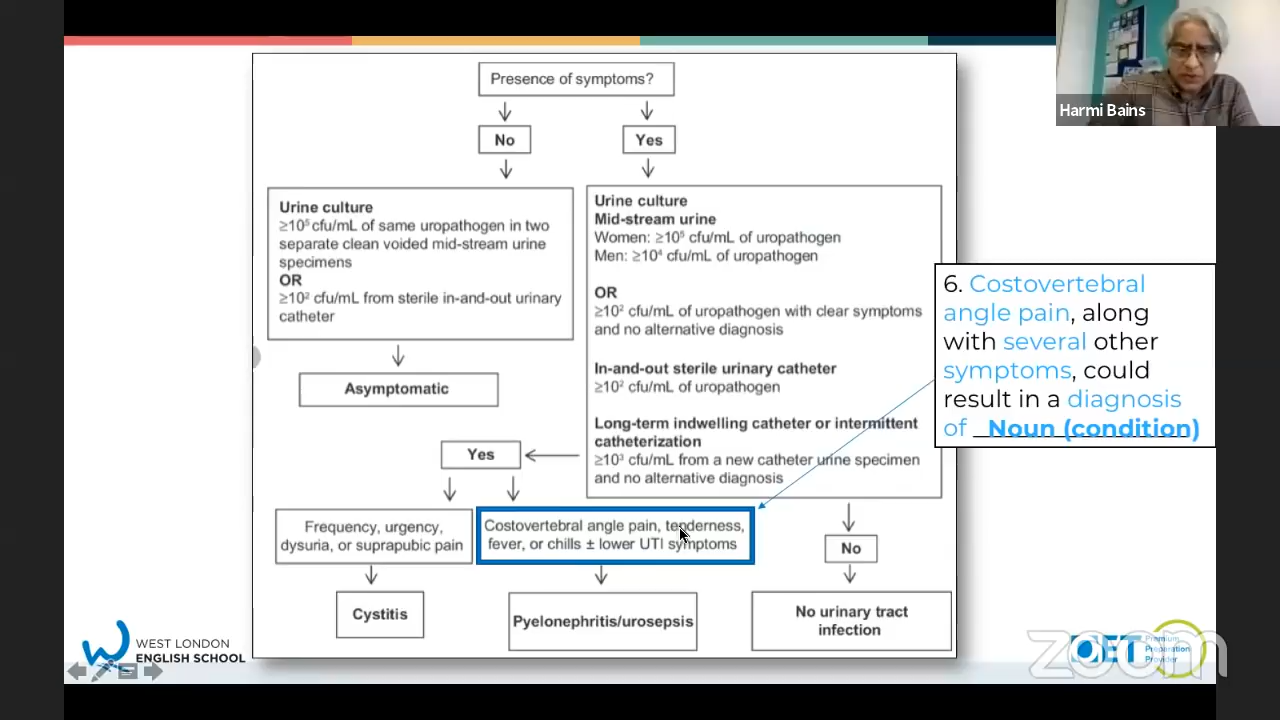 Harmi Bains
Presence of symptoms?
No
Yes
Urine culture
≥10⁵ cfu/mL of same uropathogen in two
separate clean voided mid-stream urine
specimens
OR
≥10² cfu/mL from sterile in-and-out urinary
catheter
Asymptomatic
Urine culture
Mid-stream urine
Women: ≥10⁵ cfu/mL of uropathogen
Men: ≥10⁴ cfu/mL of uropathogen
OR
≥10² cfu/mL of uropathogen with clear symptoms
and no alternative diagnosis
In-and-out sterile urinary catheter
≥10² cfu/mL of uropathogen
Long-term indwelling catheter or intermittent
catheterization
≥10³ cfu/mL from a new catheter urine specimen
and no alternative diagnosis
6. Costovertebral
angle pain, along
with several other
symptoms, could
result in a diagnosis
of Noun (condition)
Yes
Frequency, urgency,
dysuria, or suprapubic pain
Costovertebral angle pain, tenderness,
fever, or chills ± lower UTI symptoms
No
Cystitis
Pyelonephritis/urosepsis
No urinary tract
infection
WEST LONDON
ENGLISH SCHOOL
OET
Premium
Preparation
Provider
zoom